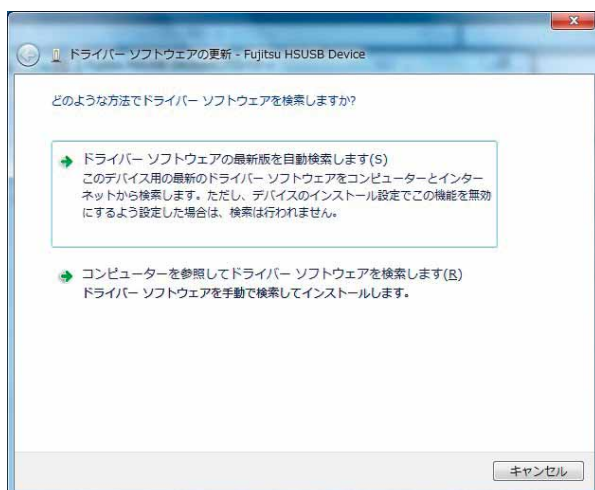 ドライバー ソフトウェアの更新 - Fujitsu HSUSB Device
どのような方法でドライバー ソフトウェアを検索しますか?
ドライバー ソフトウェアの最新版を自動検索します(S)
このデバイス用の最新のドライバー ソフトウェアをコンピューターとインター
ネットから検索します。ただし、デバイスのインストール設定でこの機能を無効
にするよう設定した場合は、検索は行われません。
コンピューターを参照してドライバー ソフトウェアを検索します(R)
ドライバー ソフトウェアを手動で検索してインストールします。
キャンセル